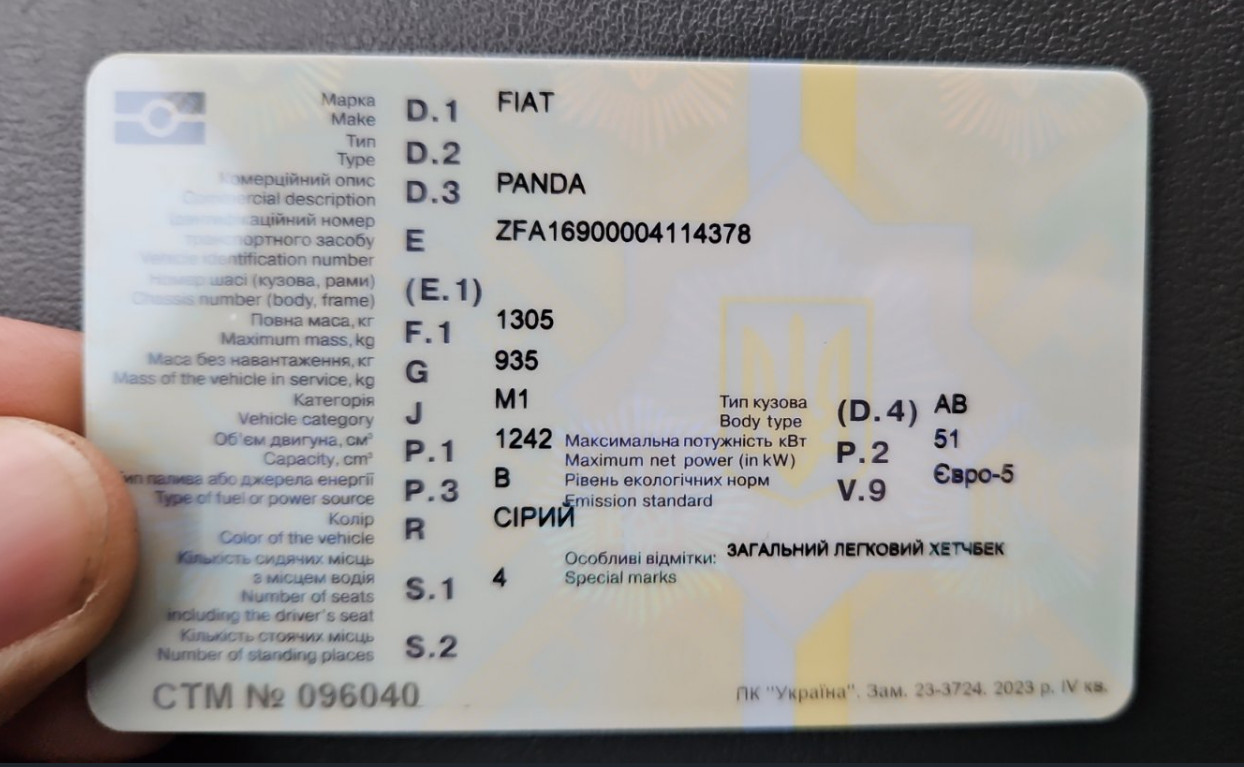 Марка
Make D.1 FIAT
Тип
Type D.2
Комерційний опис
Commercial description D.3 PANDA
Ідентифікаційний номер
транспортного засобу
Vehicle identification number E ZFA16900004114378
Номер шасі (кузова, рами)
Chassis number (body, frame) (E.1)
Повна маса, кг
Maximum mass, kg F.1 1305
Маса без навантаження, кг
Mass of the vehicle in service, kg G 935
Категорія
Vehicle category J M1
Тип кузова
Body type (D.4) АВ
Об'єм двигуна, см³
Capacity, cm³ P.1 1242
Максимальна потужність кВт
Maximum net power (in kW) P.2 51
Тип палива або джерела енергії
Type of fuel or power source P.3 В
Рівень екологічних норм
Emission standard V.9 Євро-5
Колір
Color of the vehicle R СІРИЙ
Кількість сидячих місць
з місцем водія
Number of seats
including the driver's seat S.1 4
Особливі відмітки: ЗАГАЛЬНИЙ ЛЕГКОВИЙ ХЕТЧБЕК
Special marks
Кількість стоячих місць
Number of standing places S.2
СТМ № 096040
ПК "Україна". Зам. 23-3724. 2023 р. IV кв.